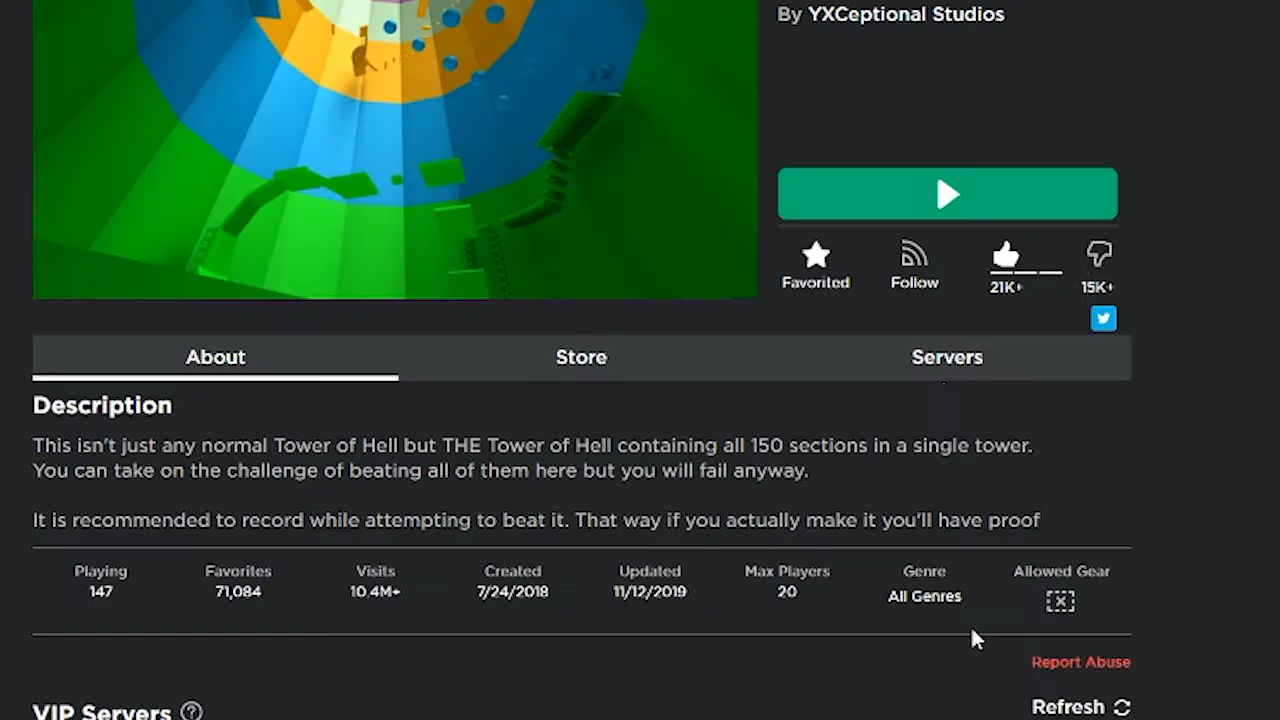 By YXCeptional Studios
Favorited
Follow
21K+
15K+
About
Store
Servers
Description
This isn't just any normal Tower of Hell but THE Tower of Hell containing all 150 sections in a single tower.
You can take on the challenge of beating all of them here but you will fail anyway.
It is recommended to record while attempting to beat it. That way if you actually make it you'll have proof
Playing
Favorites
Visits
Created
Updated
Max Players
Genre
Allowed Gear
147
71,084
10.4M+
7/24/2018
11/12/2019
20
All Genres
Report Abuse
VIP Servers
Refresh